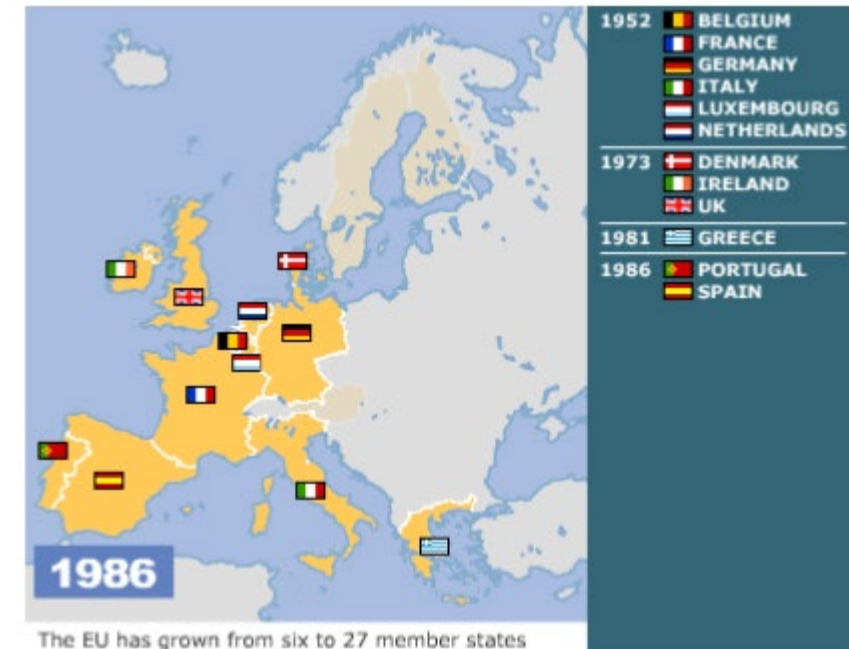 1952 BELGIUM
FRANCE
GERMANY
ITALY
LUXEMBOURG
NETHERLANDS
1973 DENMARK
IRELAND
UK
1981 GREECE
1986 PORTUGAL
SPAIN
1986
The EU has grown from six to 27 member states